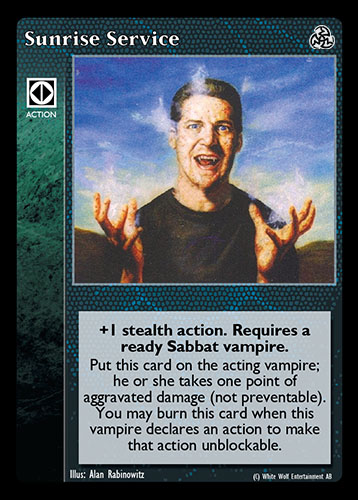 Sunrise Service
ACTION
+1 stealth action. Requires a
ready Sabbat vampire.
Put this card on the acting vampire;
he or she takes one point of
aggravated damage (not preventable).
You may burn this card when this
vampire declares an action to make
that action unblockable.
Illus: Alan Rabinowitz
(C) White Wolf Entertainment AB